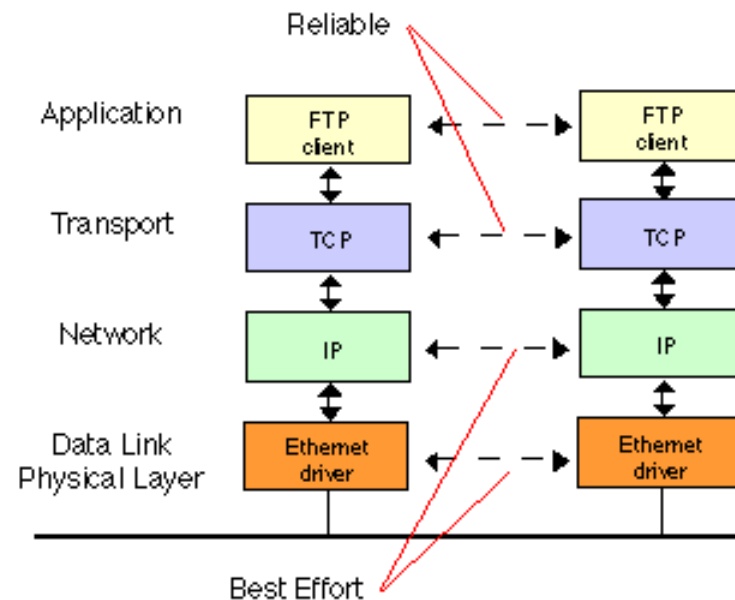 Reliable
Application
FTP
client
FTP
client
Transport
TCP
TCP
Network
IP
IP
Data Link
Physical Layer
Ethernet
driver
Ethernet
driver
Best Effort